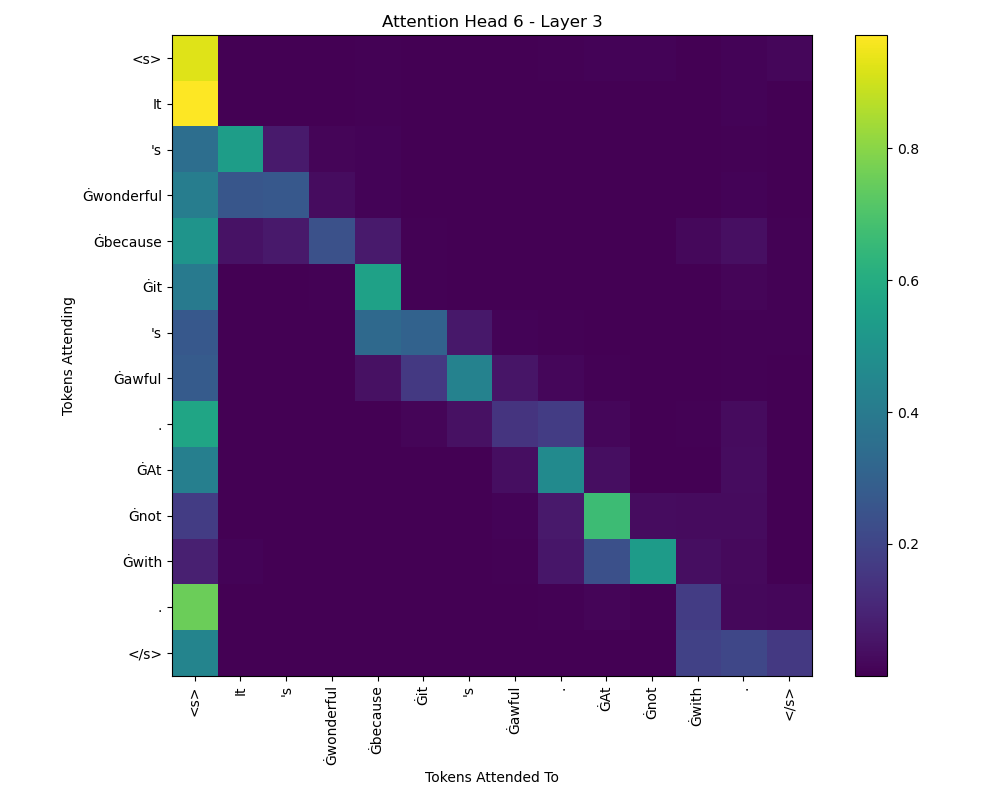 Attention Head 6 - Layer 3
<s>
It
's
Ġwonderful
Ġbecause
Ġit
's
Ġawful
.
ĠAt
Ġnot
Ġwith
.
</s>
Tokens Attending
<s>
It
's
Ġwonderful
Ġbecause
Ġit
's
Ġawful
.
ĠAt
Ġnot
Ġwith
.
</s>
Tokens Attended To
0.8
0.6
0.4
0.2